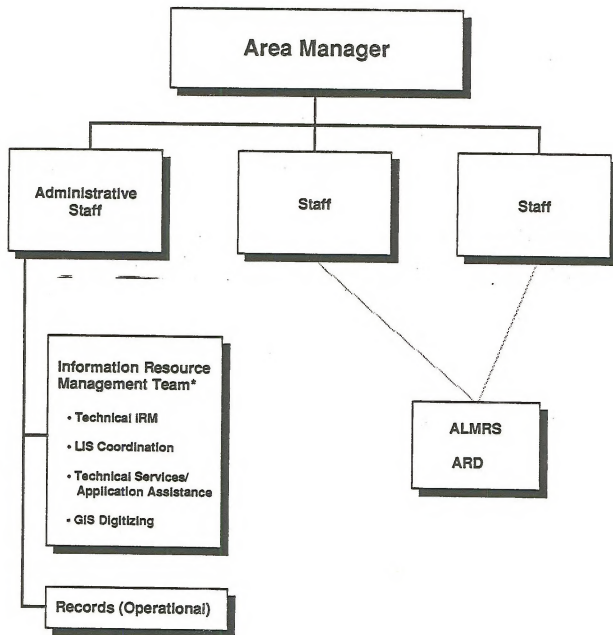 Area Manager
Administrative
Staff
Staff
Staff
Information Resource
Management Team*
• Technical IRM
• LIS Coordination
• Technical Services/
Application Assistance
• GIS Digitizing
ALMRS
ARD
Records (Operational)